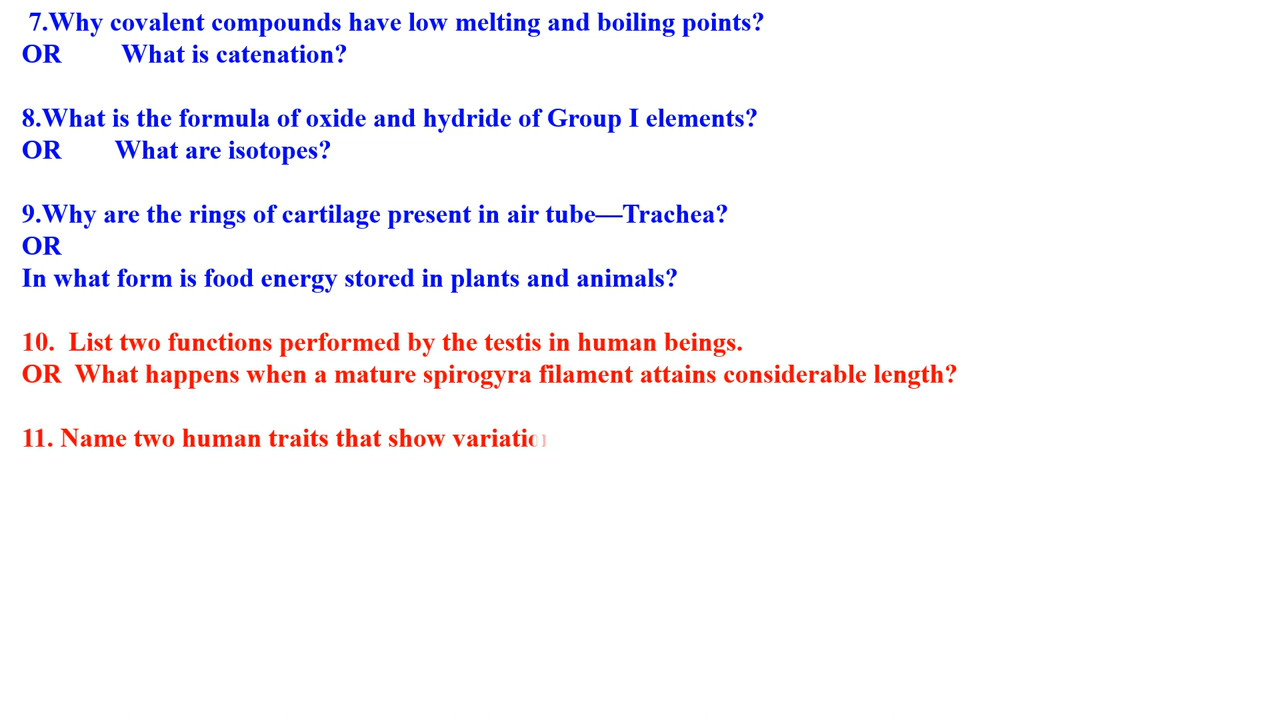 7.Why covalent compounds have low melting and boiling points?
OR What is catenation?
8.What is the formula of oxide and hydride of Group I elements?
OR What are isotopes?
9.Why are the rings of cartilage present in air tube—Trachea?
OR
In what form is food energy stored in plants and animals?
10. List two functions performed by the testis in human beings.
OR What happens when a mature spirogyra filament attains considerable length?
11. Name two human traits that show variation